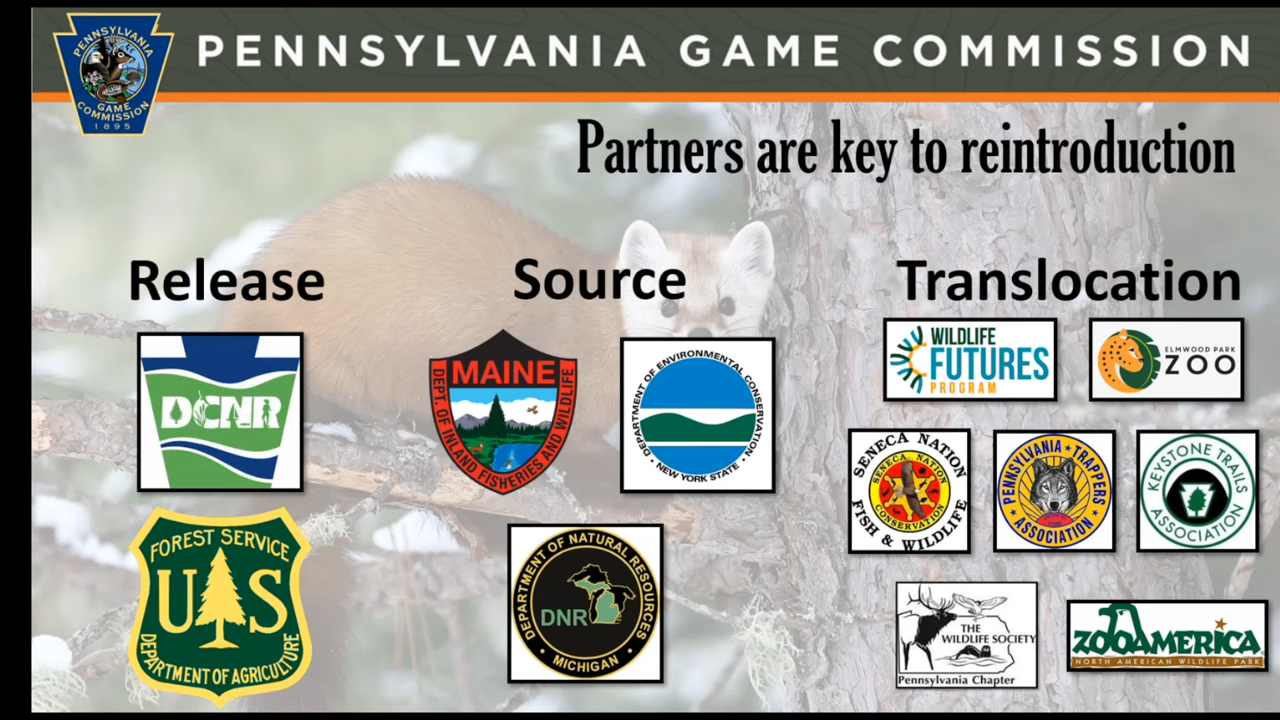 PENNSYLVANIA GAME COMMISSION
PENNSYLVANIA
GAME
COMMISSION
1895
Partners are key to reintroduction
Release
Source
Translocation
DCNR
FOREST SERVICE
US
DEPARTMENT OF AGRICULTURE
MAINE
DEPT. OF INLAND FISHERIES AND WILDLIFE
DEPARTMENT OF ENVIRONMENTAL CONSERVATION
NEW YORK STATE
DEPARTMENT OF NATURAL RESOURCES
DNR
MICHIGAN
WILDLIFE
FUTURES
PROGRAM
ELMWOOD PARK
ZOO
SENECA NATION
SENECA NATION
CONSERVATION
FISH & WILDLIFE
PENNSYLVANIA ★ TRAPPERS
★ ASSOCIATION ★
KEYSTONE TRAILS
ASSOCIATION
THE
WILDLIFE SOCIETY
Pennsylvania Chapter
ZOOAMERICA
NORTH AMERICAN WILDLIFE PARK